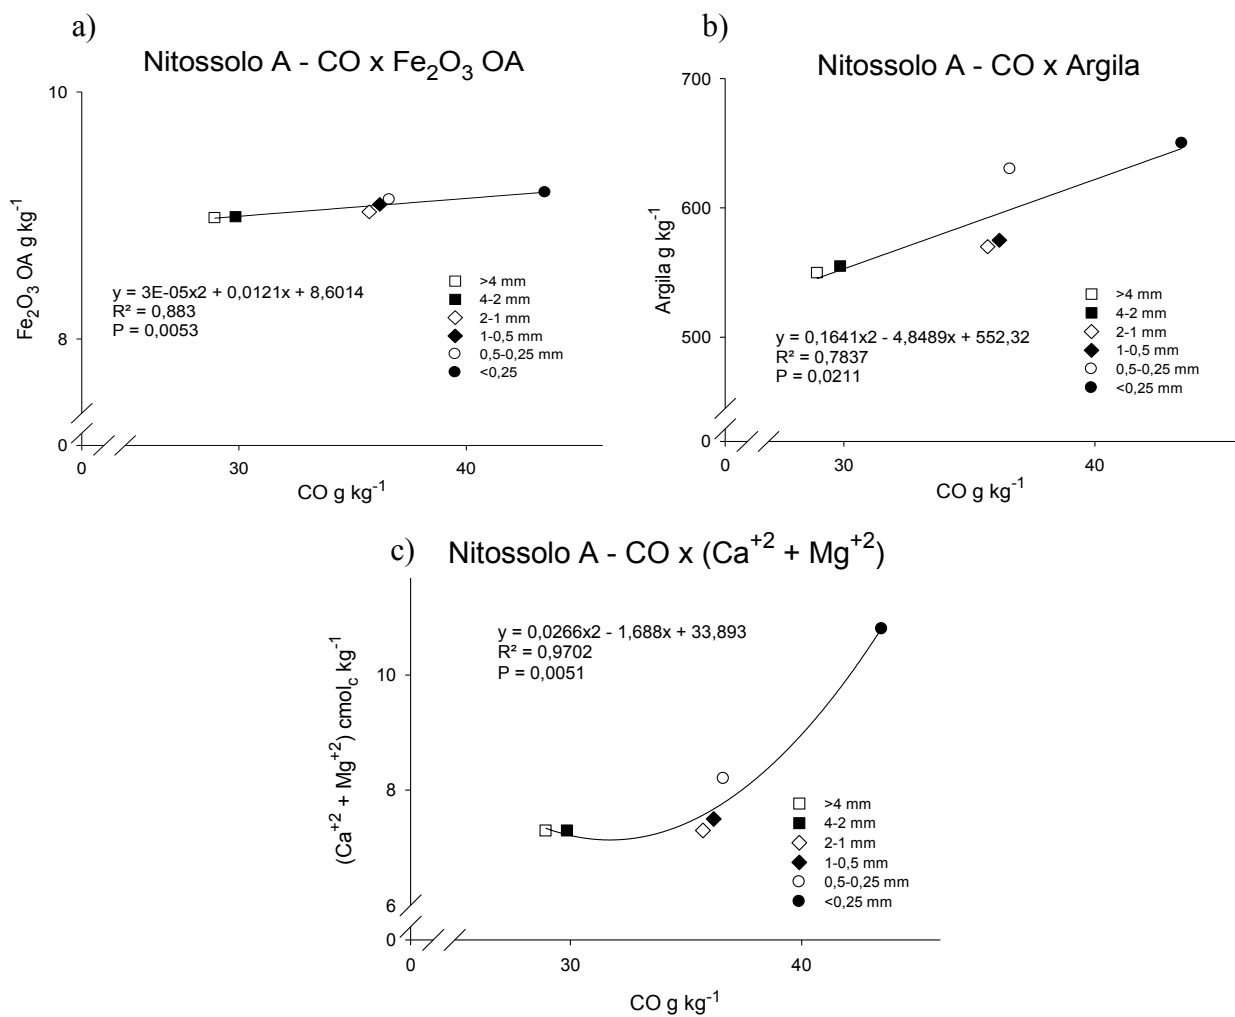 a)
Nitossolo A - CO x Fe₂O₃ OA
10
8
0
Fe₂O₃ OA g kg⁻¹
y = 3E-05x2 + 0,0121x + 8,6014
R² = 0,883
P = 0,0053
>4 mm
4-2 mm
2-1 mm
1-0,5 mm
0,5-0,25 mm
<0,25
0
30
40
CO g kg⁻¹
b)
Nitossolo A - CO x Argila
700
600
500
0
Argila g kg⁻¹
y = 0,1641x2 - 4,8489x + 552,32
R² = 0,7837
P = 0,0211
>4 mm
4-2 mm
2-1 mm
1-0,5 mm
0,5-0,25 mm
<0,25 mm
0
30
40
CO g kg⁻¹
c)
Nitossolo A - CO x (Ca⁺² + Mg⁺²)
10
8
6
0
(Ca⁺² + Mg⁺²) cmol_c kg⁻¹
y = 0,0266x2 - 1,688x + 33,893
R² = 0,9702
P = 0,0051
>4 mm
4-2 mm
2-1 mm
1-0,5 mm
0,5-0,25 mm
<0,25 mm
0
30
40
CO g kg⁻¹